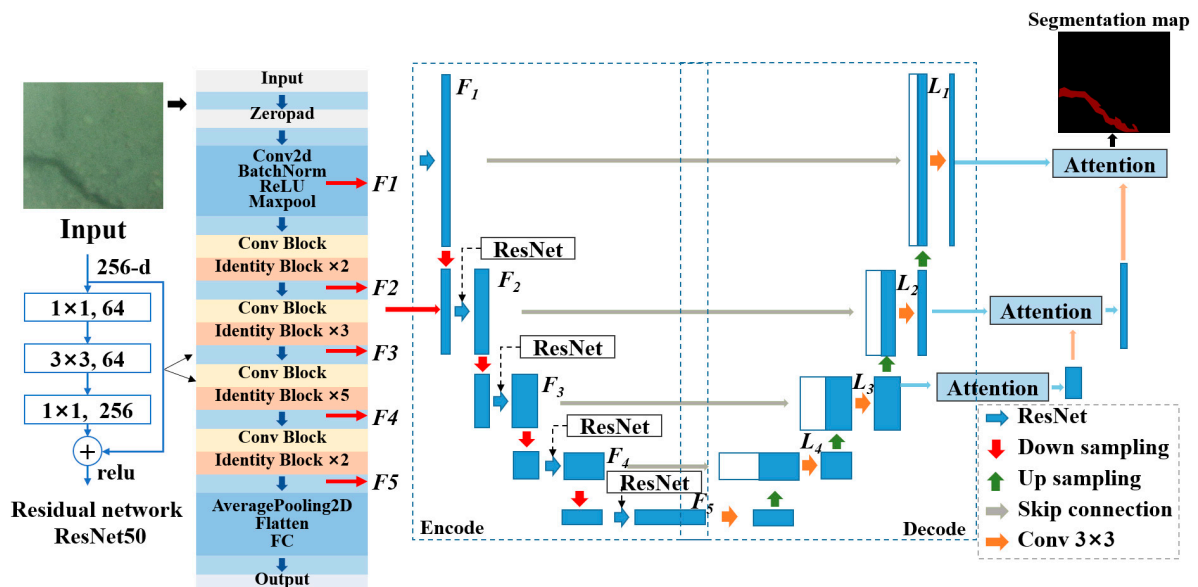 Segmentation map
Input
Zeropad
Conv2d
BatchNorm
ReLU
Maxpool
Conv Block
Identity Block ×2
Conv Block
Identity Block ×3
Conv Block
Identity Block ×5
Conv Block
Identity Block ×2
AveragePooling2D
Flatten
FC
Output
F1
F2
F3
F4
F5
Input
256-d
1×1, 64
3×3, 64
1×1, 256
+
relu
Residual network
ResNet50
F1
ResNet
F2
ResNet
F3
ResNet
F4
ResNet
F5
Encode
Decode
L1
L2
L3
L4
Attention
Attention
Attention
ResNet
Down sampling
Up sampling
Skip connection
Conv 3×3